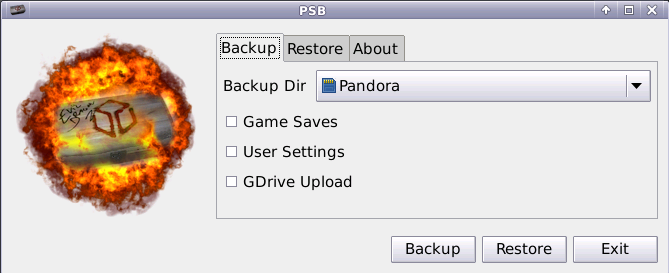 PSB
Backup Restore About
Backup Dir Pandora
Game Saves
User Settings
GDrive Upload
Backup Restore Exit